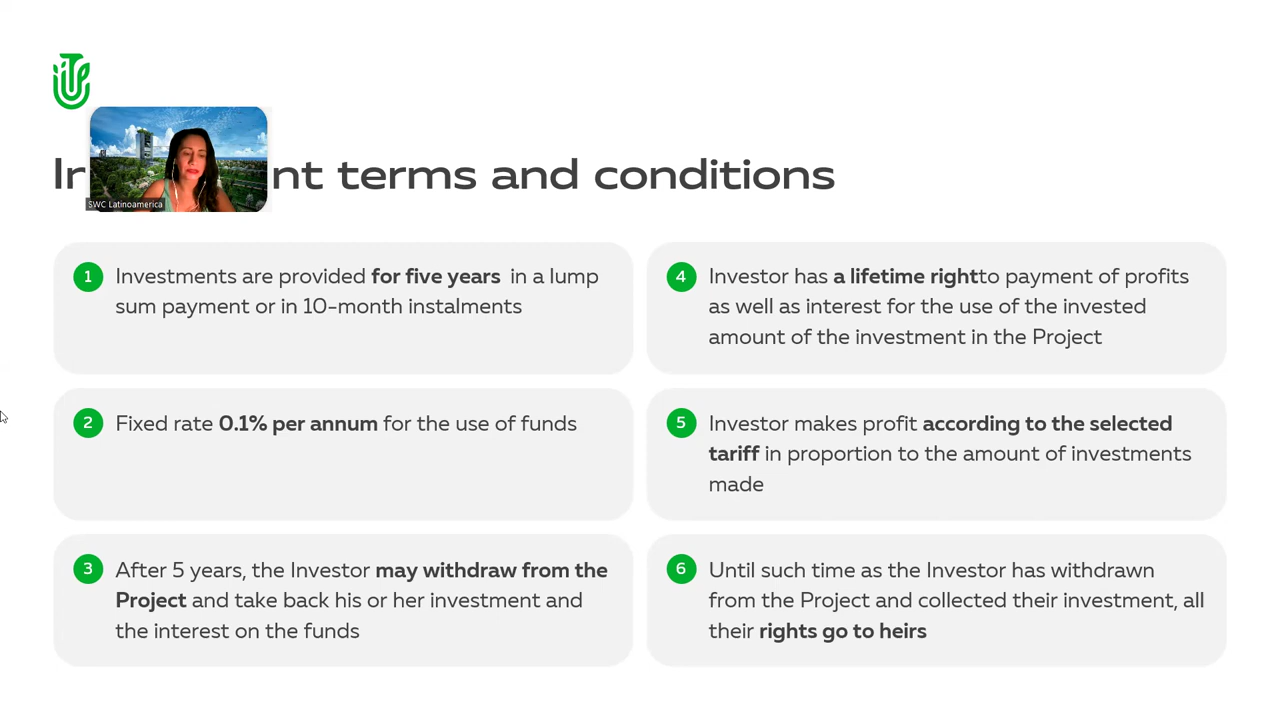 In nt terms and conditions
SWC Latinoamerica
1
Investments are provided for five years in a lump
sum payment or in 10-month instalments
2
Fixed rate 0.1% per annum for the use of funds
3
After 5 years, the Investor may withdraw from the
Project and take back his or her investment and
the interest on the funds
4
Investor has a lifetime rightto payment of profits
as well as interest for the use of the invested
amount of the investment in the Project
5
Investor makes profit according to the selected
tariff in proportion to the amount of investments
made
6
Until such time as the Investor has withdrawn
from the Project and collected their investment, all
their rights go to heirs